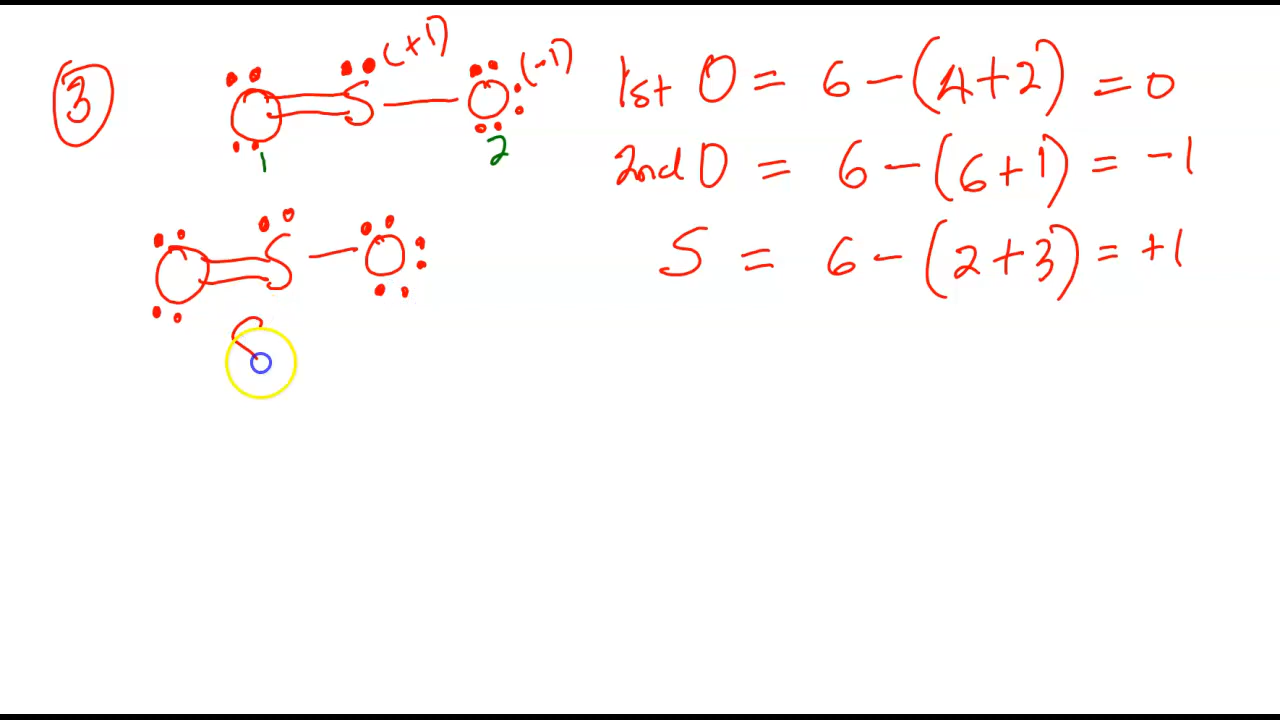 3
O = S (+1) — O (-1)
1 2
O = S — O
1st O = 6 - (4+2) = 0
2nd O = 6 - (6+1) = -1
S = 6 - (2+3) = +1